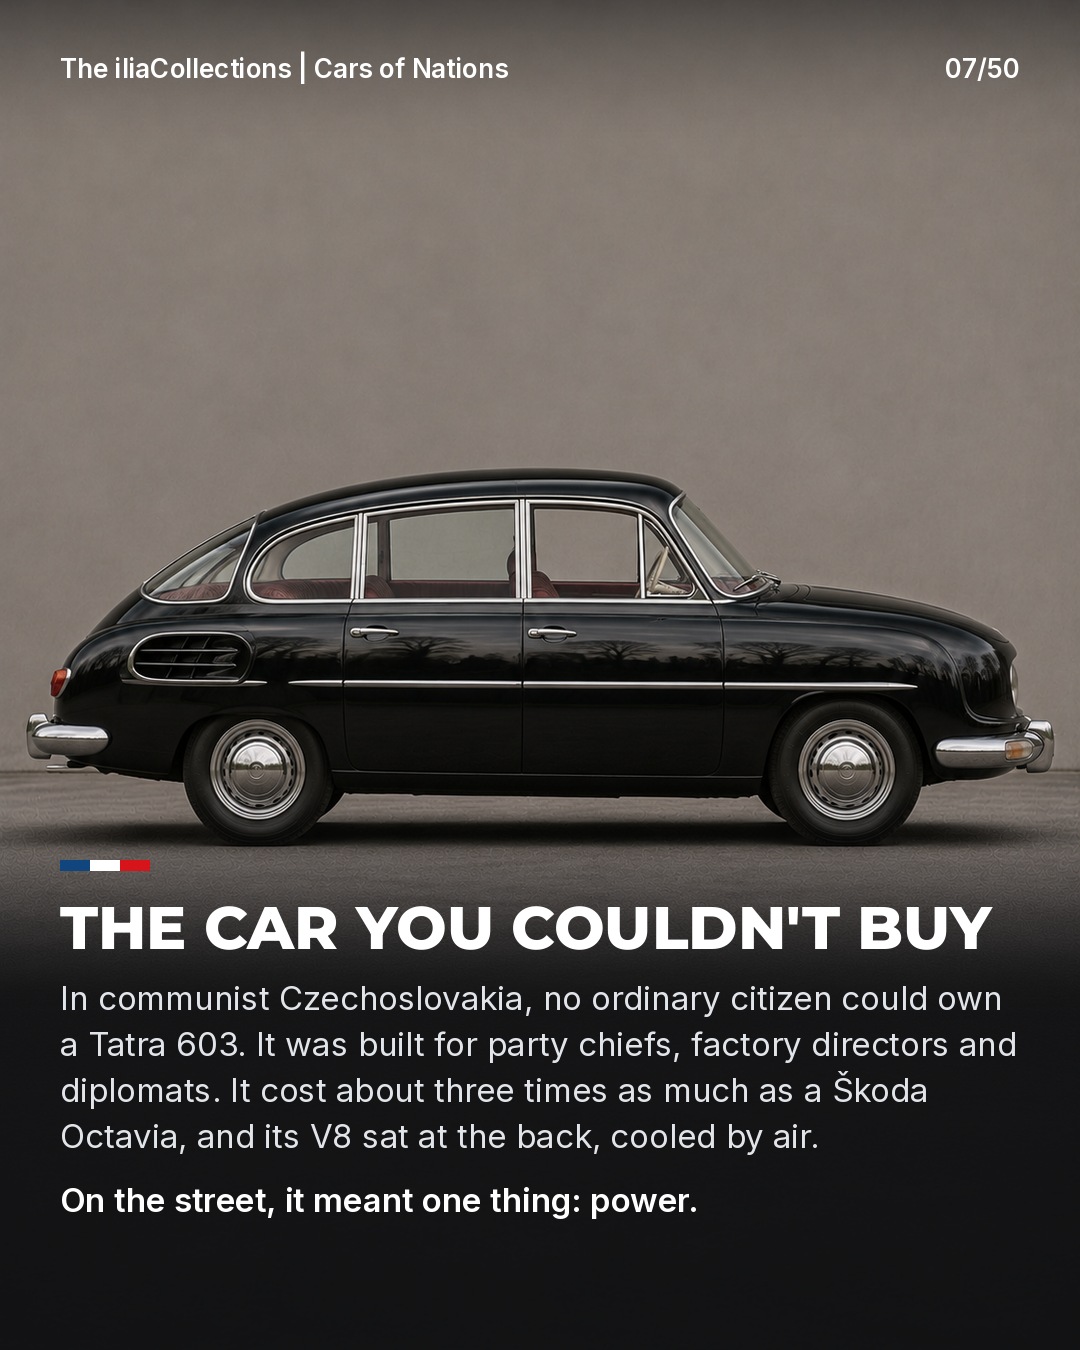 The iliaCollections | Cars of Nations
07/50
THE CAR YOU COULDN'T BUY
In communist Czechoslovakia, no ordinary citizen could own
a Tatra 603. It was built for party chiefs, factory directors and
diplomats. It cost about three times as much as a Škoda
Octavia, and its V8 sat at the back, cooled by air.
On the street, it meant one thing: power.